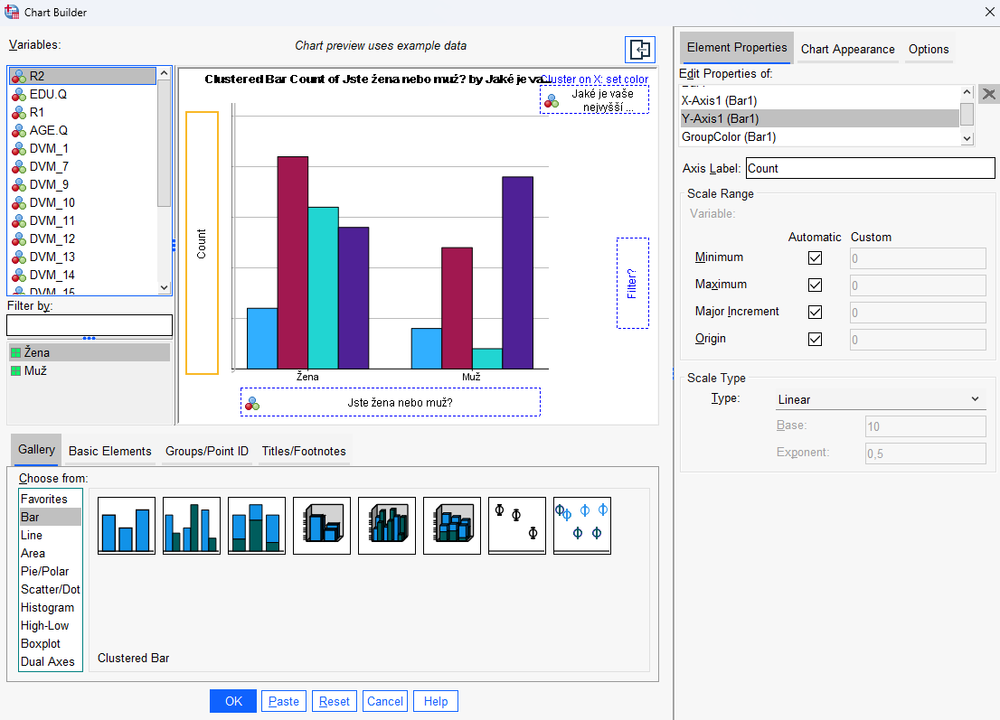 Chart Builder
Variables:
Chart preview uses example data
R2
EDU.Q
R1
AGE.Q
DVM_1
DVM_7
DVM_9
DVM_10
DVM_11
DVM_12
DVM_13
DVM_14
DVM_15
Filter by:
Žena
Muž
Clustered Bar Count of Jste žena nebo muž? by Jaké je va...
Cluster on X: set color
Jaké je vaše
nejvyšší ...
Count
Filter?
Žena
Muž
Jste žena nebo muž?
Gallery
Basic Elements
Groups/Point ID
Titles/Footnotes
Choose from:
Favorites
Bar
Line
Area
Pie/Polar
Scatter/Dot
Histogram
High-Low
Boxplot
Dual Axes
Clustered Bar
OK
Paste
Reset
Cancel
Help
Element Properties
Chart Appearance
Options
Edit Properties of:
X-Axis1 (Bar1)
Y-Axis1 (Bar1)
GroupColor (Bar1)
Axis Label: Count
Scale Range
Variable:
Automatic Custom
Minimum 0
Maximum 0
Major Increment 0
Origin 0
Scale Type
Type: Linear
Base: 10
Exponent: 0,5